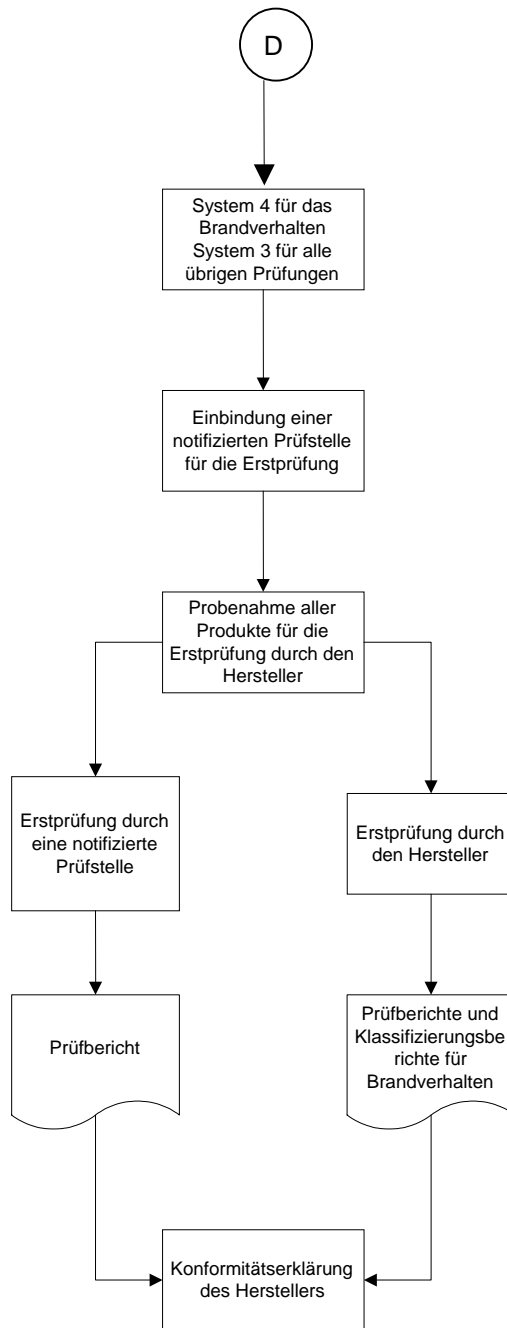 D
System 4 für das
Brandverhalten
System 3 für alle
übrigen Prüfungen
Einbindung einer
notifizierten Prüfstelle
für die Erstprüfung
Probenahme aller
Produkte für die
Erstprüfung durch den
Hersteller
Erstprüfung durch
eine notifizierte
Prüfstelle
Erstprüfung durch
den Hersteller
Prüfbericht
Prüfberichte und
Klassifizierungsbe
richte für
Brandverhalten
Konformitätserklärung
des Herstellers